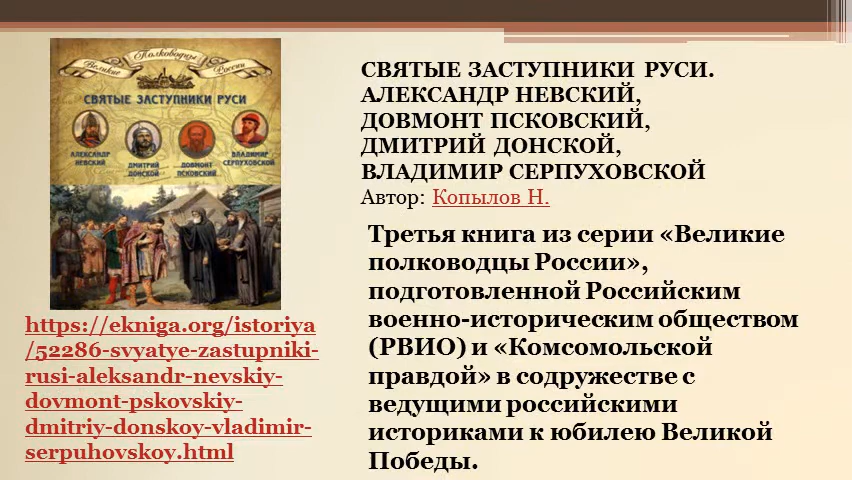 Полководцы
Великие
России
СВЯТЫЕ ЗАСТУПНИКИ РУСИ
АЛЕКСАНДР
НЕВСКИЙ
ДМИТРИЙ
ДОНСКОЙ
ДОВМОНТ
ПСКОВСКИЙ
ВЛАДИМИР
СЕРПУХОВСКОЙ
https://ekniga.org/istoriya
/52286-svyatye-zastupniki-
rusi-aleksandr-nevskiy-
dovmont-pskovskiy-
dmitriy-donskoy-vladimir-
serpuhovskoy.html
СВЯТЫЕ ЗАСТУПНИКИ РУСИ.
АЛЕКСАНДР НЕВСКИЙ,
ДОВМОНТ ПСКОВСКИЙ,
ДМИТРИЙ ДОНСКОЙ,
ВЛАДИМИР СЕРПУХОВСКОЙ
Автор: Копылов Н.
Третья книга из серии «Великие
полководцы России»,
подготовленной Российским
военно-историческим обществом
(РВИО) и «Комсомольской
правдой» в содружестве с
ведущими российскими
историками к юбилею Великой
Победы.